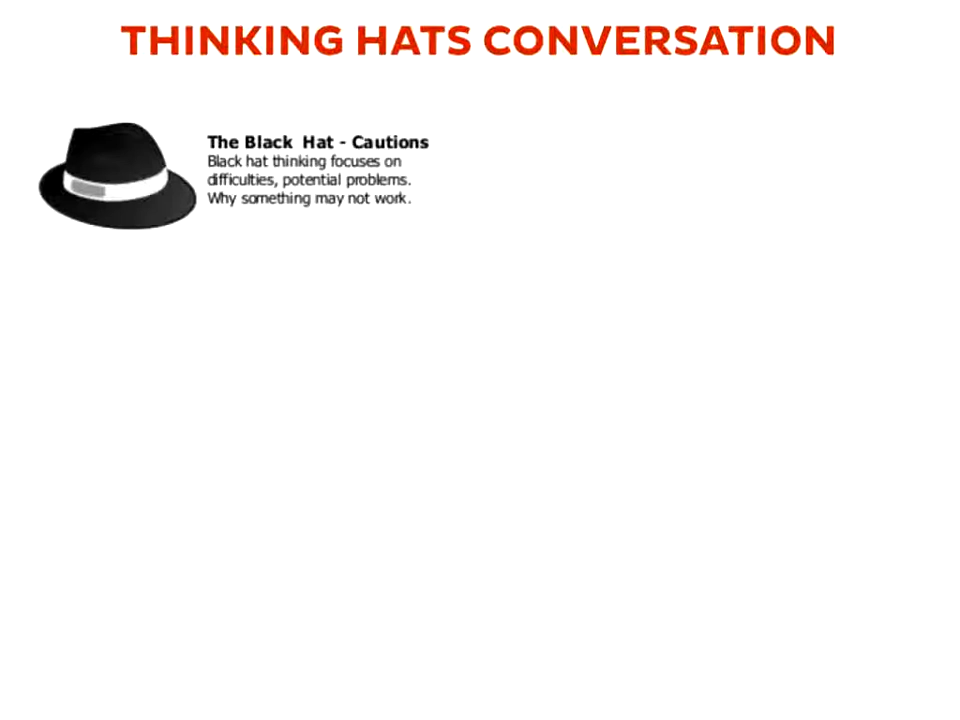 THINKING HATS CONVERSATION
The Black Hat - Cautions
Black hat thinking focuses on
difficulties, potential problems.
Why something may not work.